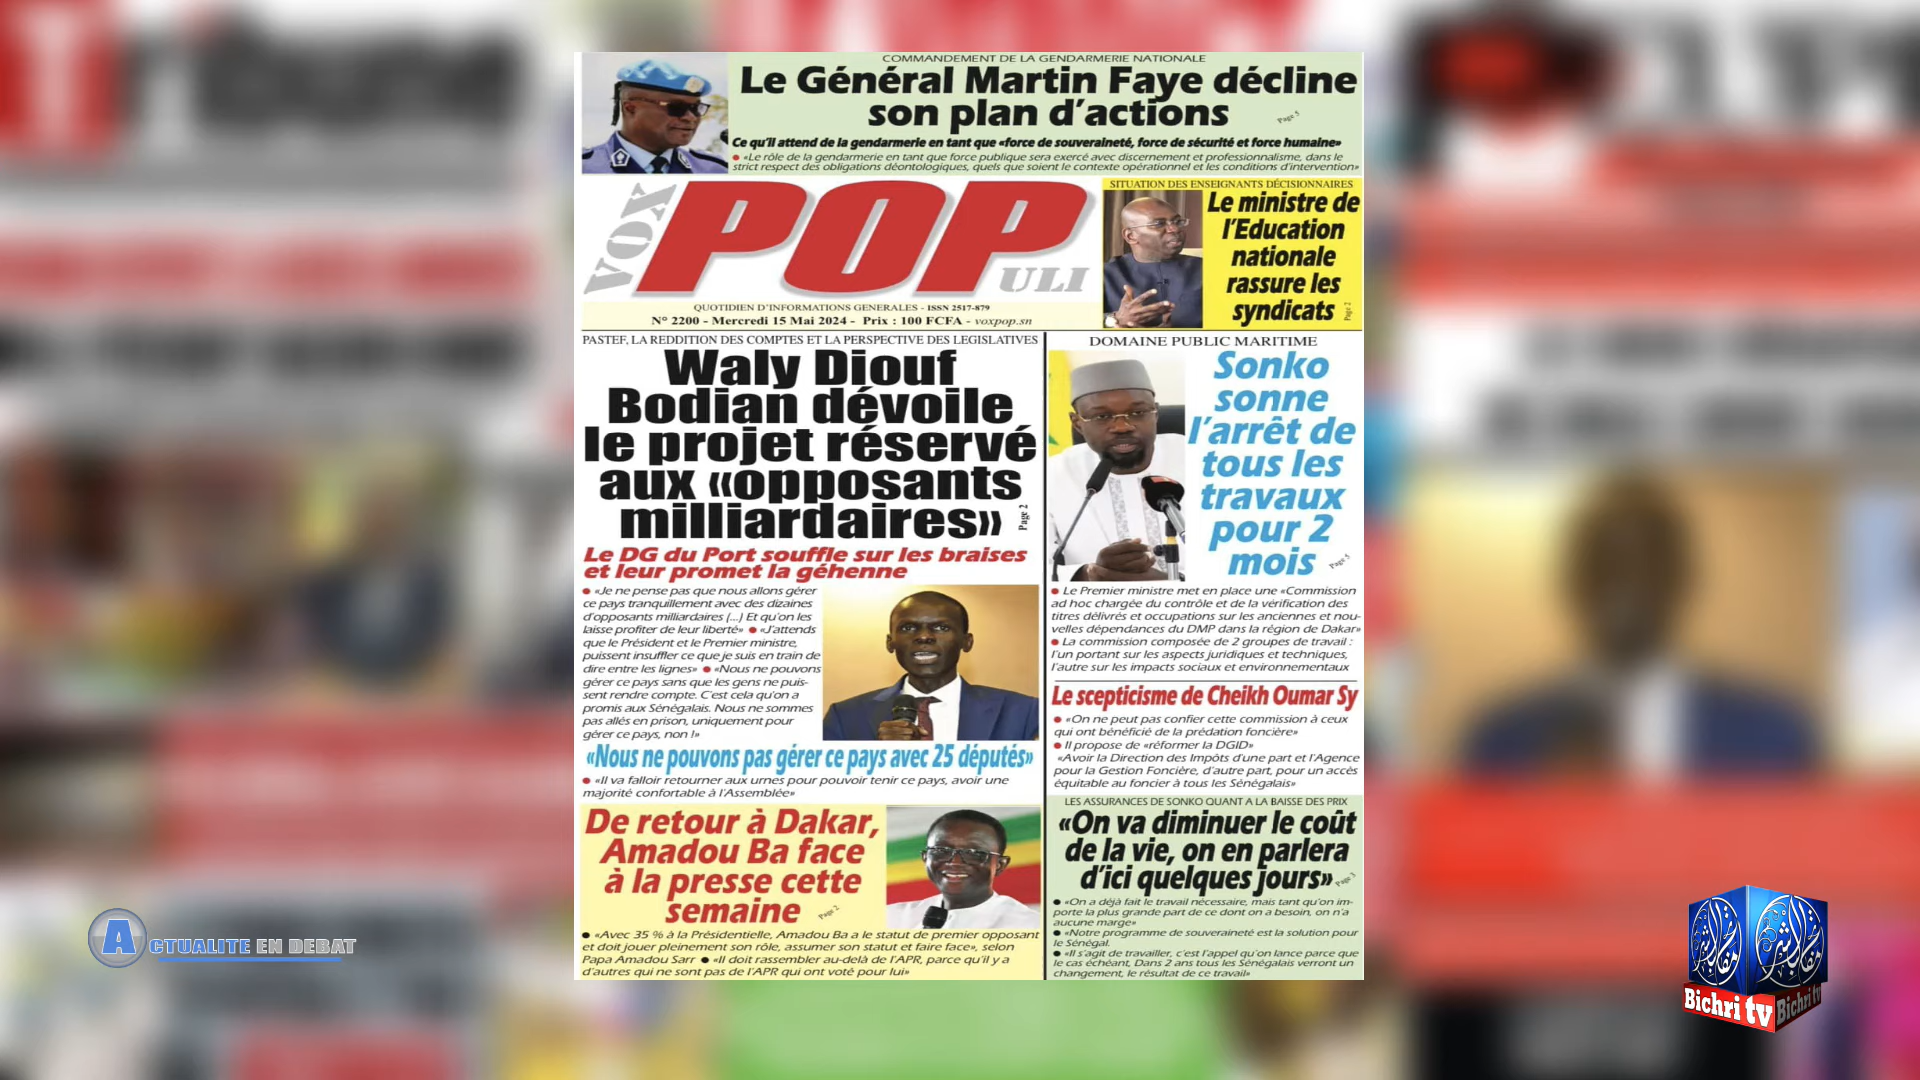 COMMANDEMENT DE LA GENDARMERIE NATIONALE
Le Général Martin Faye décline
son plan d'actions
Page 5
Ce qu'il attend de la gendarmerie en tant que «force de souveraineté, force de sécurité et force humaine»
● «Le rôle de la gendarmerie en tant que force publique sera exercé avec discernement et professionnalisme, dans le
strict respect des obligations déontologiques, quels que soient le contexte opérationnel et les conditions d'intervention»
VOX
POP
ULI
QUOTIDIEN D'INFORMATIONS GENERALES - ISSN 2517-879
N° 2200 - Mercredi 15 Mai 2024 - Prix : 100 FCFA - voxpop.sn
SITUATION DES ENSEIGNANTS DÉCISIONNAIRES
Le ministre de
l'Education
nationale
rassure les
syndicats
Page 2
PASTEF, LA REDDITION DES COMPTES ET LA PERSPECTIVE DES LEGISLATIVES
Waly Diouf
Bodian dévoile
le projet réservé
aux «opposants
milliardaires»
Page 2
Le DG du Port souffle sur les braises
et leur promet la géhenne
● «Je ne pense pas que nous allons gérer
ce pays tranquillement avec des dizaines
d'opposants milliardaires (...) Et qu'on les
laisse profiter de leur liberté» ● «J'attends
que le Président et le Premier ministre,
puissent insuffler ce que je suis en train de
dire entre les lignes» ● «Nous ne pouvons
gérer ce pays sans que les gens ne puis-
sent rendre compte. C'est cela qu'on a
promis aux Sénégalais. Nous ne sommes
pas allés en prison, uniquement pour
gérer ce pays, non !»
«Nous ne pouvons pas gérer ce pays avec 25 députés»
● «Il va falloir retourner aux urnes pour pouvoir tenir ce pays, avoir une
majorité confortable à l'Assemblée»
De retour à Dakar,
Amadou Ba face
à la presse cette
semaine
Page 2
● «Avec 35 % à la Présidentielle, Amadou Ba a le statut de premier opposant
et doit jouer pleinement son rôle, assumer son statut et faire face», selon
Papa Amadou Sarr ● «Il doit rassembler au-delà de l'APR, parce qu'il y a
d'autres qui ne sont pas de l'APR qui ont voté pour lui»
DOMAINE PUBLIC MARITIME
Sonko
sonne
l'arrêt de
tous les
travaux
pour 2
mois
Page 5
● Le Premier ministre met en place une «Commission
ad hoc chargée du contrôle et de la vérification des
titres délivrés et occupations sur les anciennes et nou-
velles dépendances du DMP dans la région de Dakar»
● La commission composée de 2 groupes de travail :
l'un portant sur les aspects juridiques et techniques,
l'autre sur les impacts sociaux et environnementaux
Le scepticisme de Cheikh Oumar Sy
● «On ne peut pas confier cette commission à ceux
qui ont bénéficié de la prédation foncière»
● Il propose de «réformer la DGID»
«Avoir la Direction des Impôts d'une part et l'Agence
pour la Gestion Foncière, d'autre part, pour un accès
équitable au foncier à tous les Sénégalais»
LES ASSURANCES DE SONKO QUANT A LA BAISSE DES PRIX
«On va diminuer le coût
de la vie, on en parlera
d'ici quelques jours»
Page 3
● «On a déjà fait le travail nécessaire, mais tant qu'on im-
porte la plus grande part de ce dont on a besoin, on n'a
aucune marge»
● «Notre programme de souveraineté est la solution pour
le Sénégal.
● «Il s'agit de travailler, c'est l'appel qu'on lance parce que
le cas échéant, Dans 2 ans tous les Sénégalais verront un
changement, le résultat de ce travail»
ACTUALITE EN DEBAT
Bichri tv Bichri tv